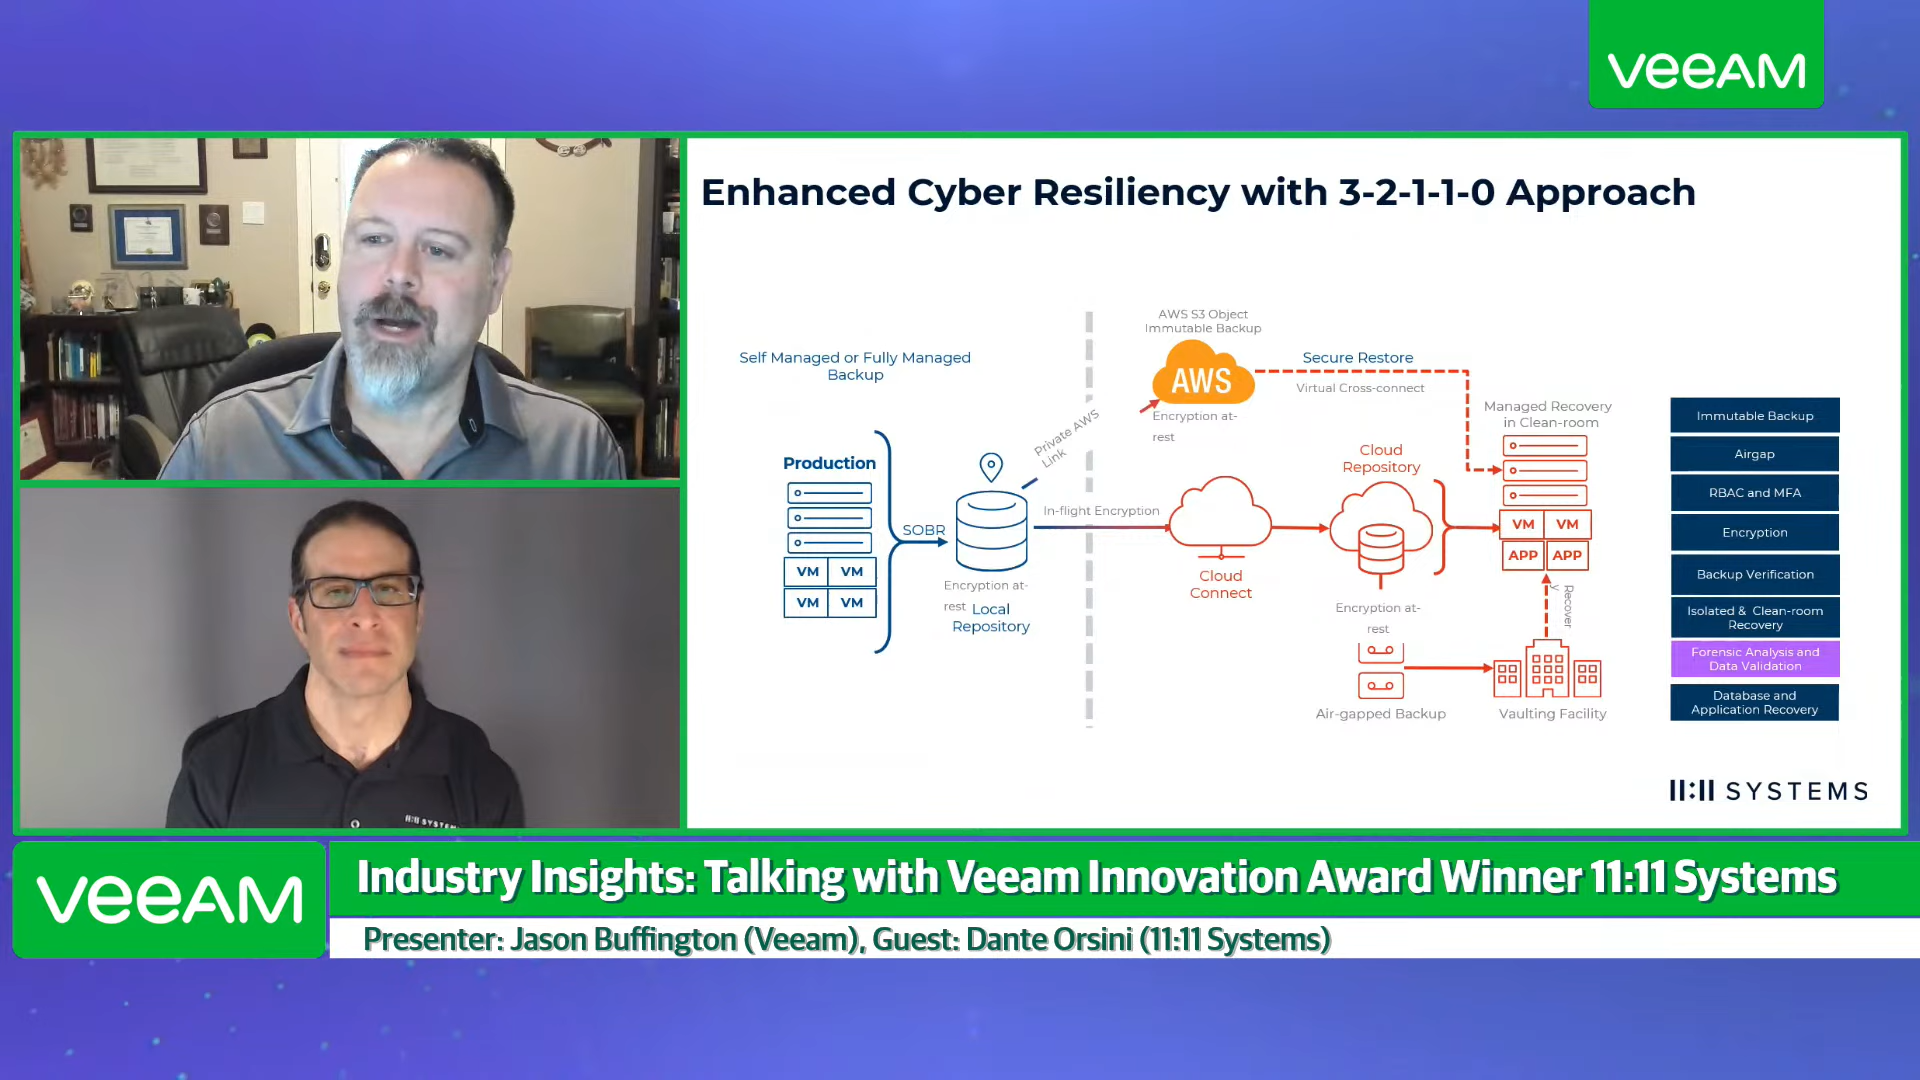 veeAM
Enhanced Cyber Resiliency with 3-2-1-1-0 Approach
Self Managed or Fully Managed
Backup
Production
VM VM
VM VM
SOBR
Encryption at-
rest
Local
Repository
Private AWS
Link
In-flight Encryption
AWS S3 Object
Immutable Backup
AWS
Encryption at-
rest
Secure Restore
Virtual Cross-connect
Cloud
Connect
Cloud
Repository
Encryption at-
rest
Air-gapped Backup
Managed Recovery
in Clean-room
VM VM
APP APP
Recover
y
Vaulting Facility
Immutable Backup
Airgap
RBAC and MFA
Encryption
Backup Verification
Isolated & Clean-room
Recovery
Forensic Analysis and
Data Validation
Database and
Application Recovery
11:11 SYSTEMS
11:11 SYSTEMS
veeAM
Industry Insights: Talking with Veeam Innovation Award Winner 11:11 Systems
Presenter: Jason Buffington (Veeam), Guest: Dante Orsini (11:11 Systems)